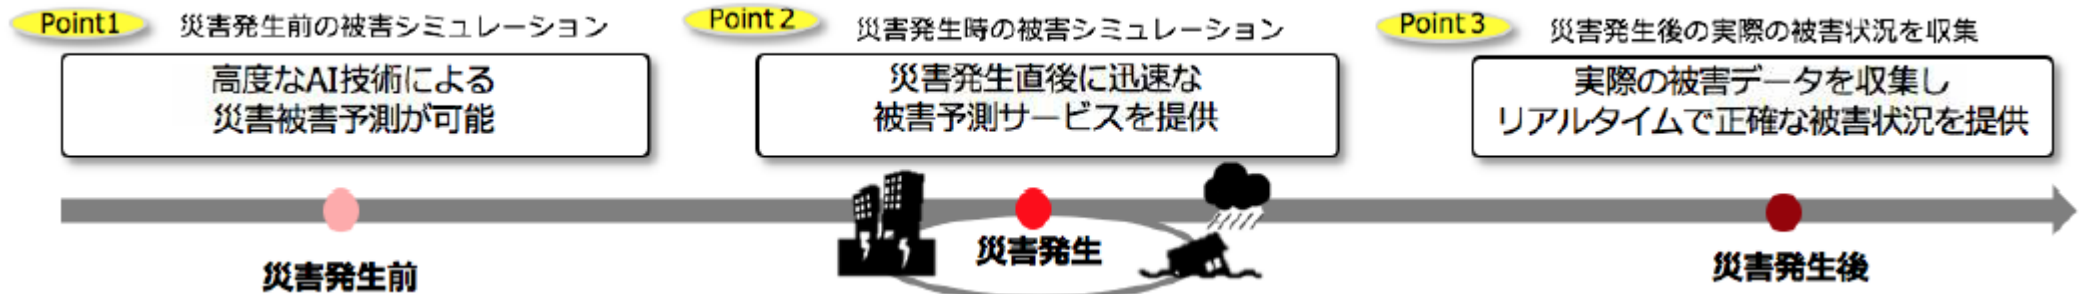 Point1 災害発生前の被害シミュレーション
高度なAI技術による
災害被害予測が可能
Point 2 災害発生時の被害シミュレーション
災害発生直後に迅速な
被害予測サービスを提供
Point 3 災害発生後の実際の被害状況を収集
実際の被害データを収集し
リアルタイムで正確な被害状況を提供
災害発生前
災害発生
災害発生後